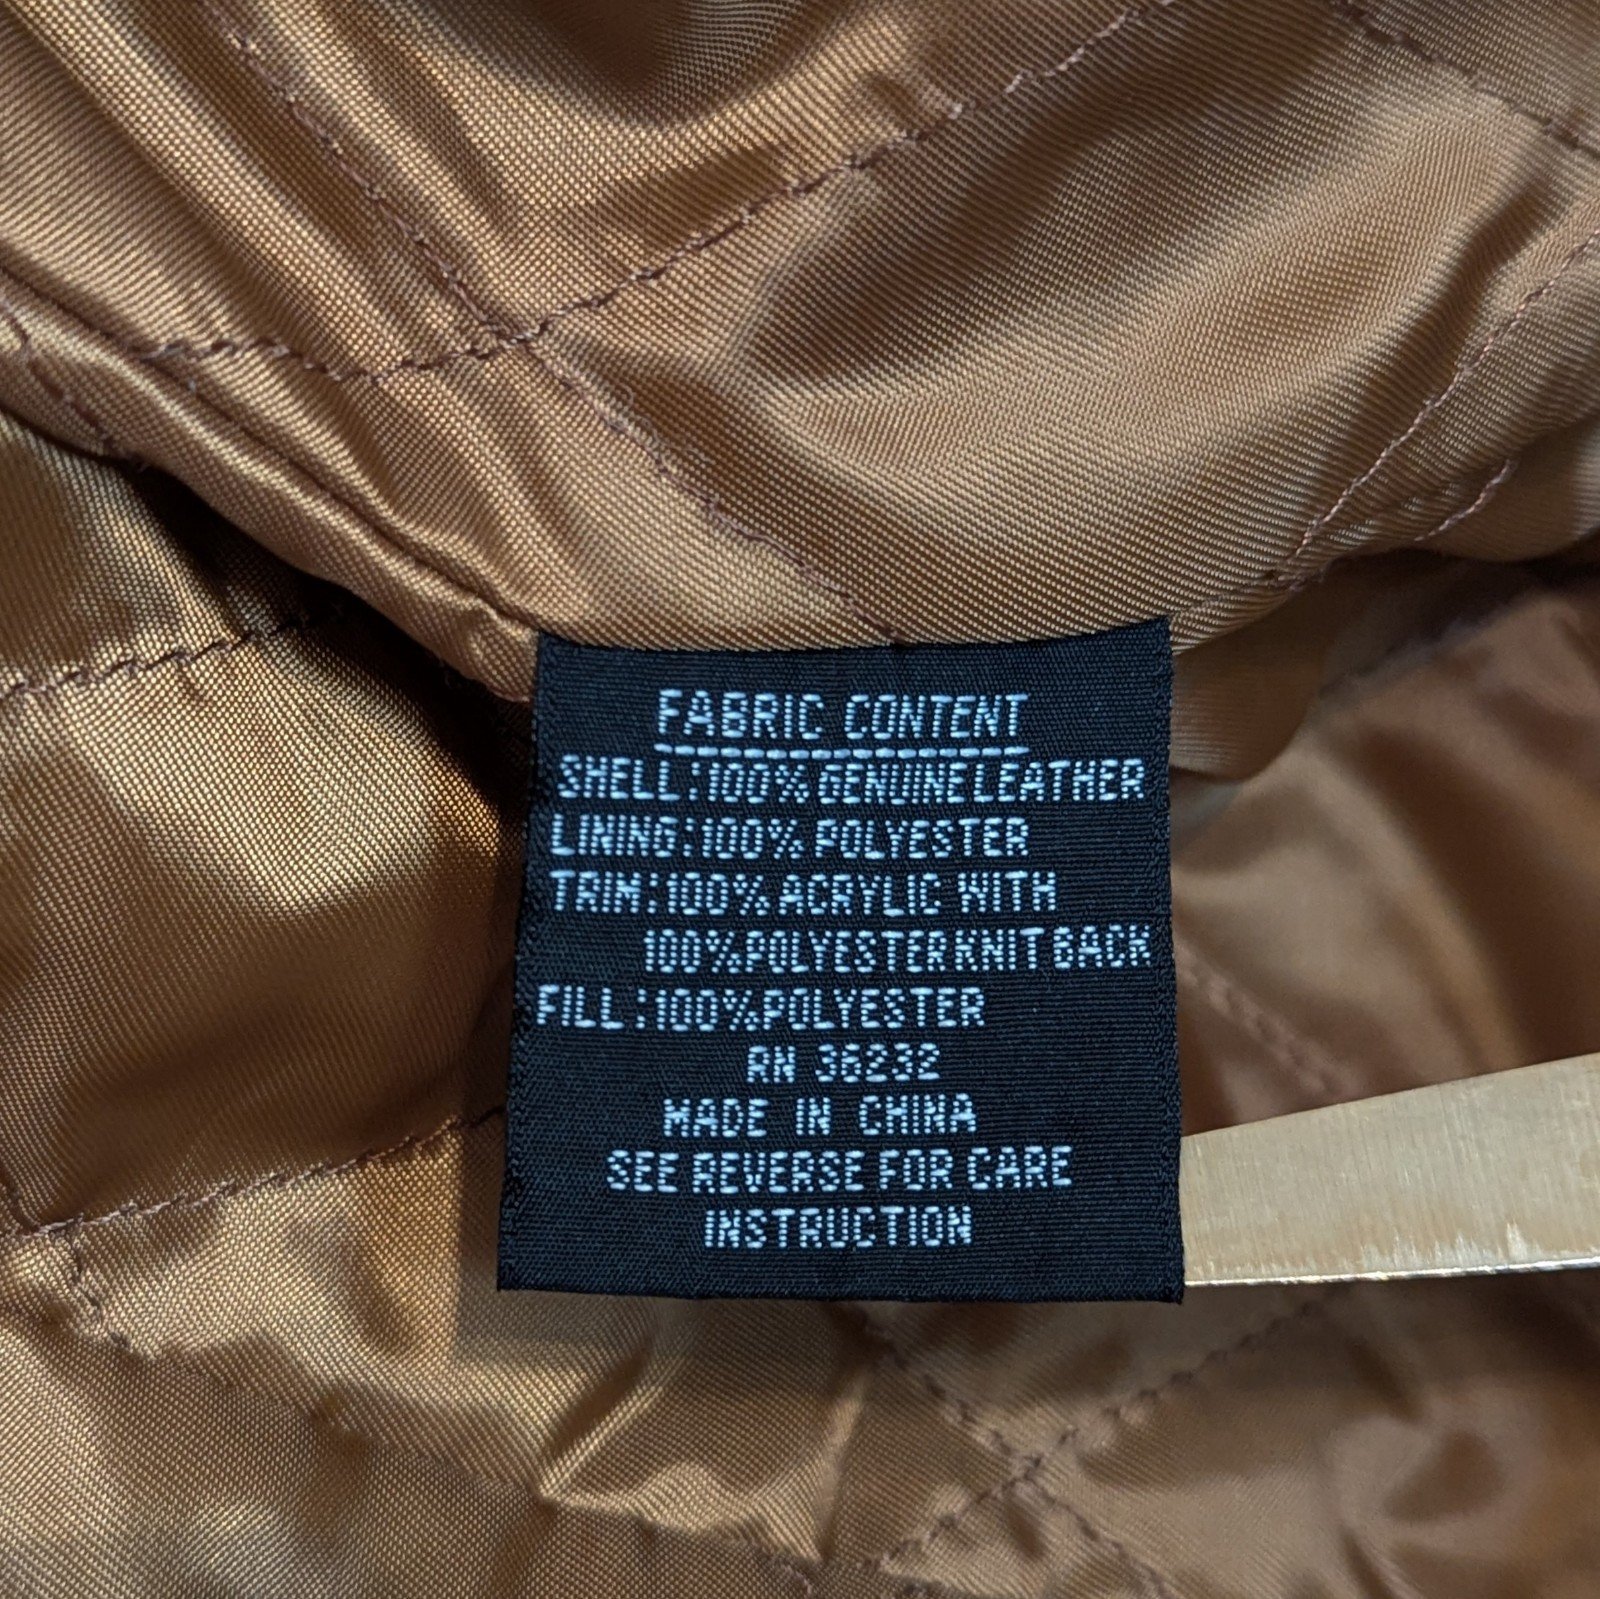 FABRIC CONTENT
SHELL:100% GENUINE LEATHER
LINING:100% POLYESTER
TRIM:100% ACRYLIC WITH
100% POLYESTER KNIT BACK
FILL:100% POLYESTER
RN 36232
MADE IN CHINA
SEE REVERSE FOR CARE
INSTRUCTION